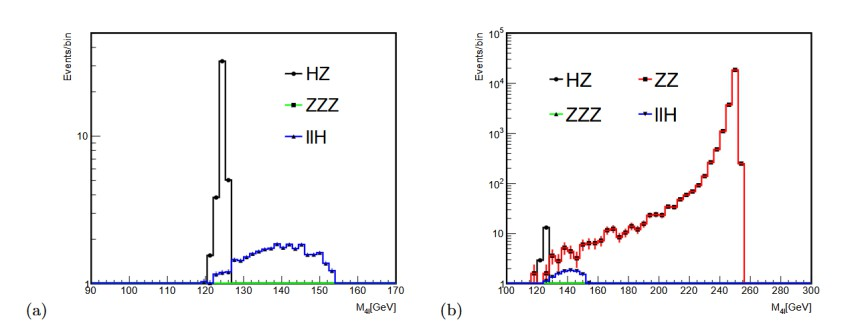 Events/bin
10
1
HZ
ZZZ
llH
90 100 110 120 130 140 150 160 170
M4l[GeV]
(a)
Events/bin
10^5
10^4
10^3
10^2
10
1
HZ ZZ
ZZZ llH
100 120 140 160 180 200 220 240 260 280 300
M4l[GeV]
(b)